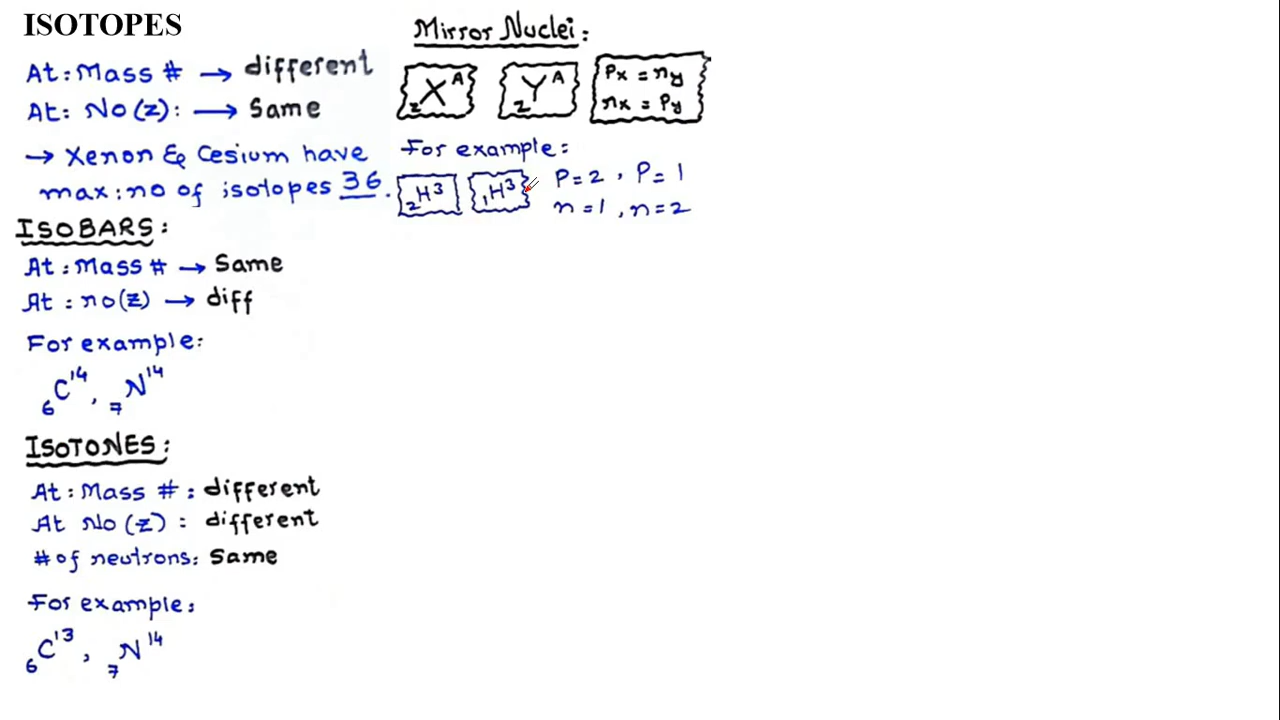 ISOTOPES
At: Mass # → different
At: No (z): → Same
→ Xenon & Cesium have
max: no of isotopes 36.
ISOBARS:
At: Mass # → Same
At: no(z) → diff
For example:
₆C¹⁴, ₇N¹⁴
ISOTONES:
At: Mass #: different
At No (z): different
# of neutrons: Same
For example:
₆C¹³, ₇N¹⁴
Mirror Nuclei:
zXᴬ zYᴬ Px = ny
nx = Py
For example:
₂H³ ₁H³ P=2, P=1
n=1, n=2